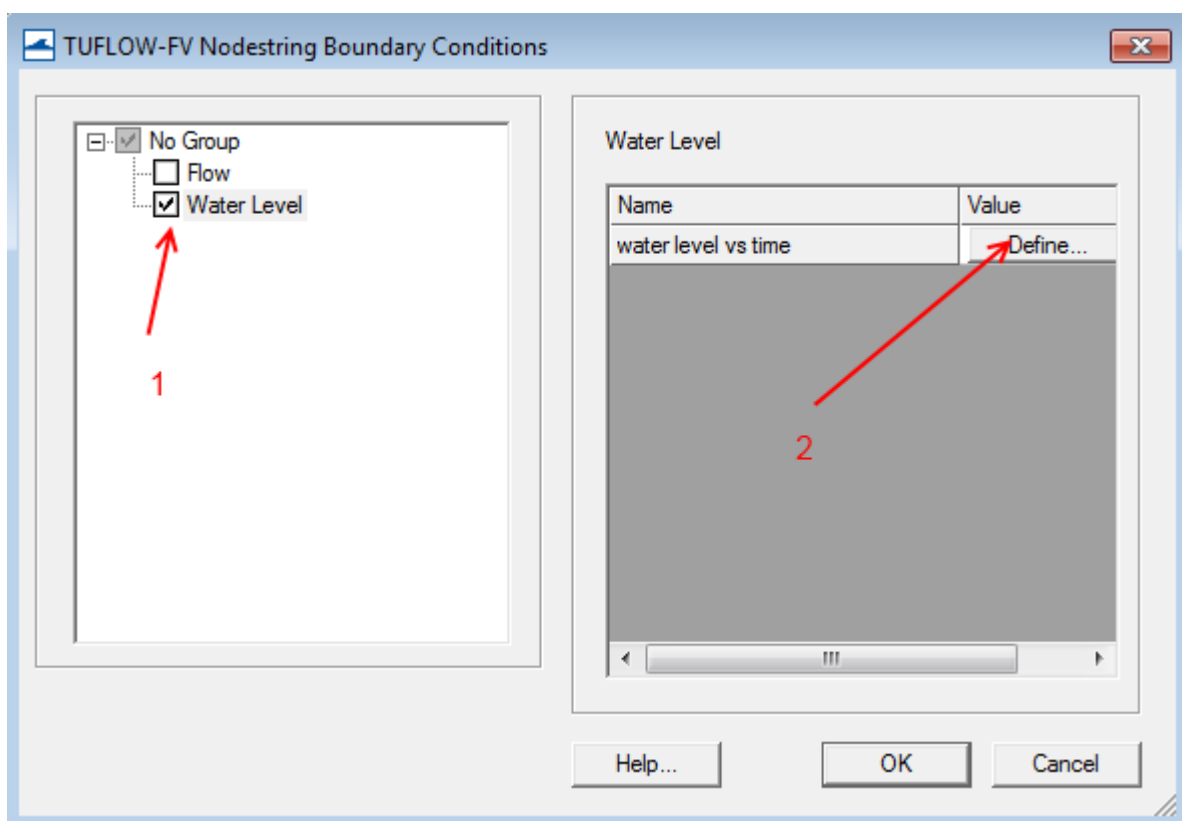 TUFLOW-FV Nodestring Boundary Conditions
No Group
Flow
Water Level
1
Water Level
Name Value
water level vs time Define...
2
Help... OK Cancel